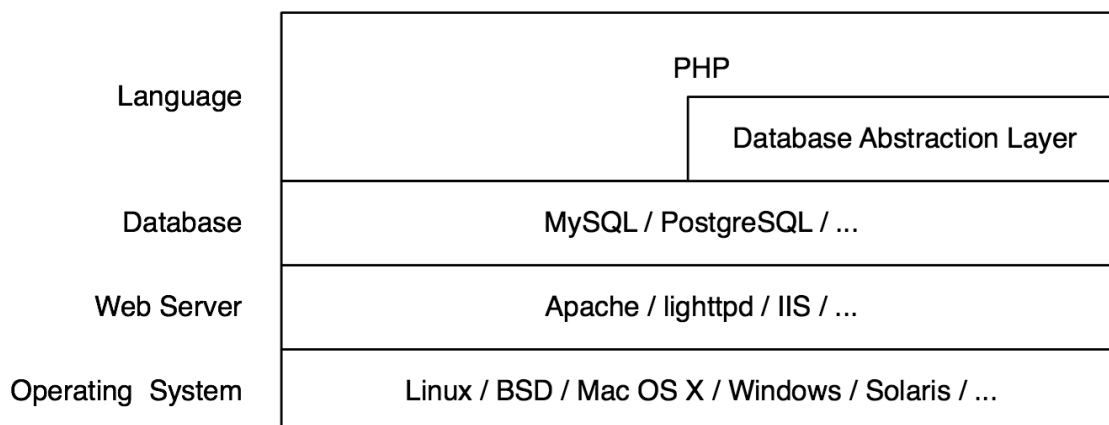 PHP
Language
Database Abstraction Layer
Database MySQL / PostgreSQL / ...
Web Server Apache / lighttpd / IIS / ...
Operating System Linux / BSD / Mac OS X / Windows / Solaris / ...